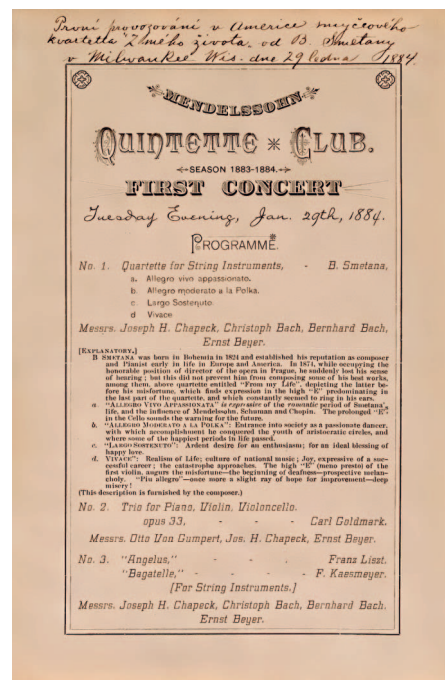 První provozování v Americe smyčcového
kvartetta "Z mého života" od B. Smetany
v Milwaukee Wis. dne 29 ledna 1884.
MENDELSSOHN
QUINTETTE * CLUB.
SEASON 1883-1884.
FIRST CONCERT
Tuesday Evening, Jan. 29th, 1884.
PROGRAMME.
No. 1. Quartette for String Instruments, - B. Smetana,
a. Allegro vivo appassionato.
b. Allegro moderato a la Polka.
c. Largo Sostenuto
d Vivace
Messrs. Joseph H. Chapeck, Christoph Bach, Bernhard Bach,
Ernst Beyer.
[EXPLANATORY.]
B SMETANA was born in Bohemia in 1824 and established his reputation as composer
and Pianist early in life in Europe and America. In 1874, while occupying the
honourable position of director of the opera in Prague, he suddenly lost his sense
of hearing; but this did not prevent him from composing some of his best works,
among them, above quartette entitled "From my Life", depicting the latter be-
fore his misfortune, which finds expression in the high "E" predominating in
the last part of the quartette, and which constantly seemed to ring in his ears.
a. "ALLEGRO VIVO APPASSIONATA" is expressive of the romantic period of Smetana's
life, and the influence of Mendelsohn, Schuman and Chopin. The prolonged "E"
in the Cello sounds the warning for the future.
b. "ALLEGRO MODERATO A LA POLKA": Entrance into society as a passionate dancer,
with which accomplishment he conquered the youth of aristocratic circles, and
where some of the happiest periods in life passed.
c. "LARGO SOSTENUTO": Ardent desire for an enthusiasm; for an ideal blessing of
happy love.
d. VIVACE": Realism of Life; culture of national music; Joy, expressive of a suc-
cessful career; the catastrophe approaches. The high "E" (meno presto) of the
first violin, augurs the misfortune—the beginning of deafness—prospective melan-
choly. "Piu allegro"—once more a slight ray of hope for improvement—deep
misery!
(This description is furnished by the composer.)
No. 2. Trio for Piano, Violin, Violoncello.
opus 33, - - - Carl Goldmark.
Messrs. Otto Von Gumpert, Jos. H. Chapeck, Ernst Beyer.
No. 3. "Angelus," - - . Franz Liszt.
"Bagatelle," - - - - F. Kaesmeyer.
[For String Instruments.]
Messrs. Joseph H. Chapeck, Christoph Bach, Bernhard Bach.
Ernst Beyer.